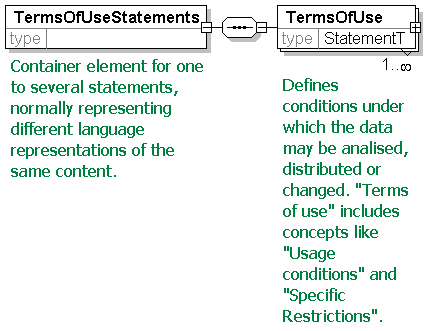 TermsOfUseStatements
type
TermsOfUse
type StatementT
1..∞
Container element for one
to several statements,
normally representing
different language
representations of the
same content.
Defines
conditions under
which the data
may be analised,
distributed or
changed. "Terms
of use" includes
concepts like
"Usage
conditions" and
"Specific
Restrictions".